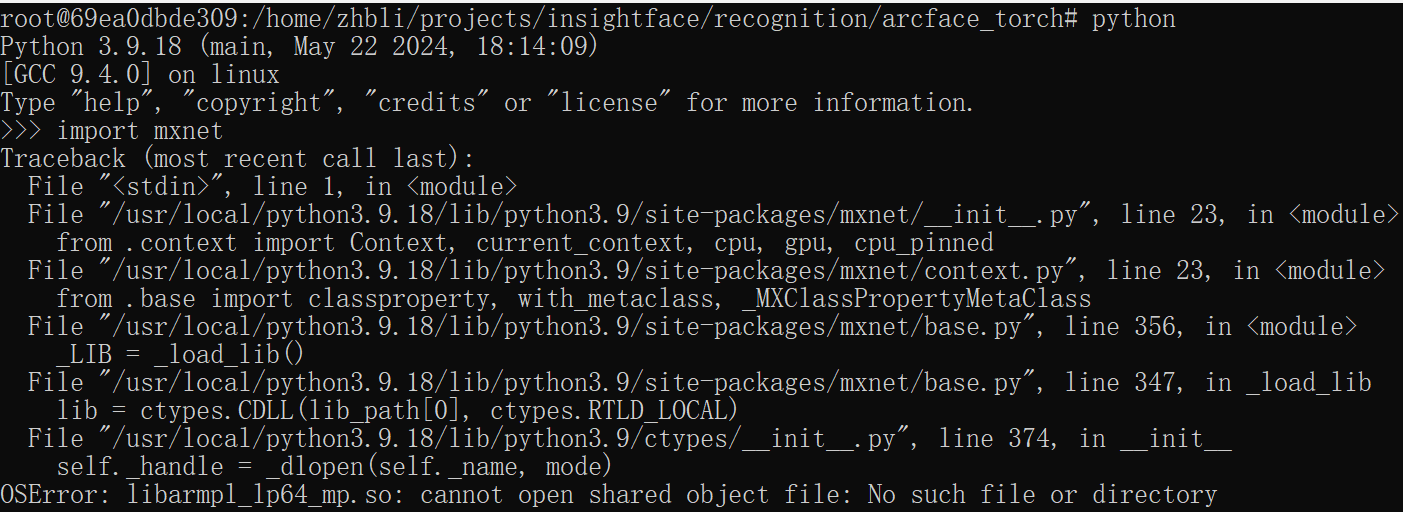 root@69ea0dbde309:/home/zhbli/projects/insightface/recognition/arcface_torch# python
Python 3.9.18 (main, May 22 2024, 18:14:09)
[GCC 9.4.0] on linux
Type "help", "copyright", "credits" or "license" for more information.
>>> import mxnet
Traceback (most recent call last):
  File "<stdin>", line 1, in <module>
  File "/usr/local/python3.9.18/lib/python3.9/site-packages/mxnet/__init__.py", line 23, in <module>
    from .context import Context, current_context, cpu, gpu, cpu_pinned
  File "/usr/local/python3.9.18/lib/python3.9/site-packages/mxnet/context.py", line 23, in <module>
    from .base import classproperty, with_metaclass, _MXClassPropertyMetaClass
  File "/usr/local/python3.9.18/lib/python3.9/site-packages/mxnet/base.py", line 356, in <module>
    _LIB = _load_lib()
  File "/usr/local/python3.9.18/lib/python3.9/site-packages/mxnet/base.py", line 347, in _load_lib
    lib = ctypes.CDLL(lib_path[0], ctypes.RTLD_LOCAL)
  File "/usr/local/python3.9.18/lib/python3.9/ctypes/__init__.py", line 374, in __init__
    self._handle = _dlopen(self._name, mode)
OSError: libarmpl_lp64_mp.so: cannot open shared object file: No such file or directory